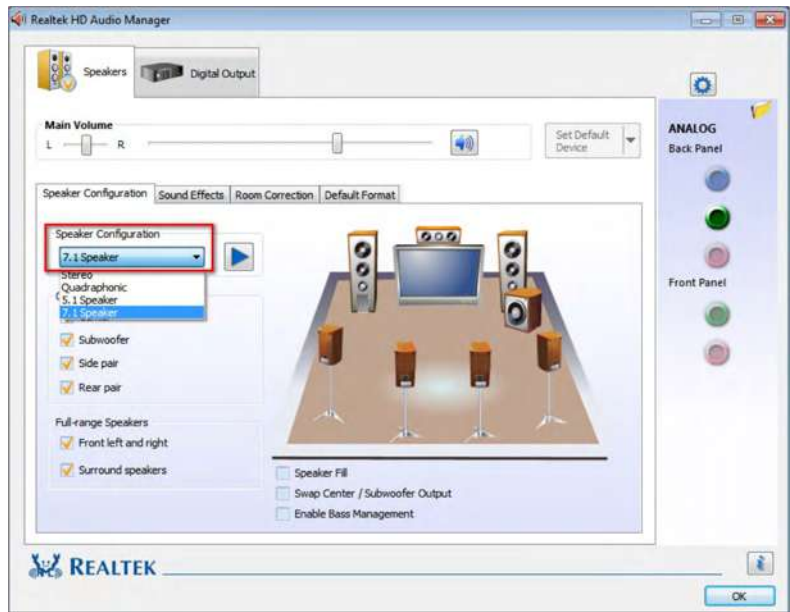 Realtek HD Audio Manager
Speakers
Digital Output
Main Volume
L
R
Set Default
Device
ANALOG
Back Panel
Speaker Configuration
Sound Effects
Room Correction
Default Format
Speaker Configuration
7.1 Speaker
Stereo
Quadraphonic
5.1 Speaker
7.1 Speaker
Subwoofer
Side pair
Rear pair
Full-range Speakers
Front left and right
Surround speakers
Speaker Fill
Swap Center / Subwoofer Output
Enable Bass Management
Front Panel
REALTEK
OK